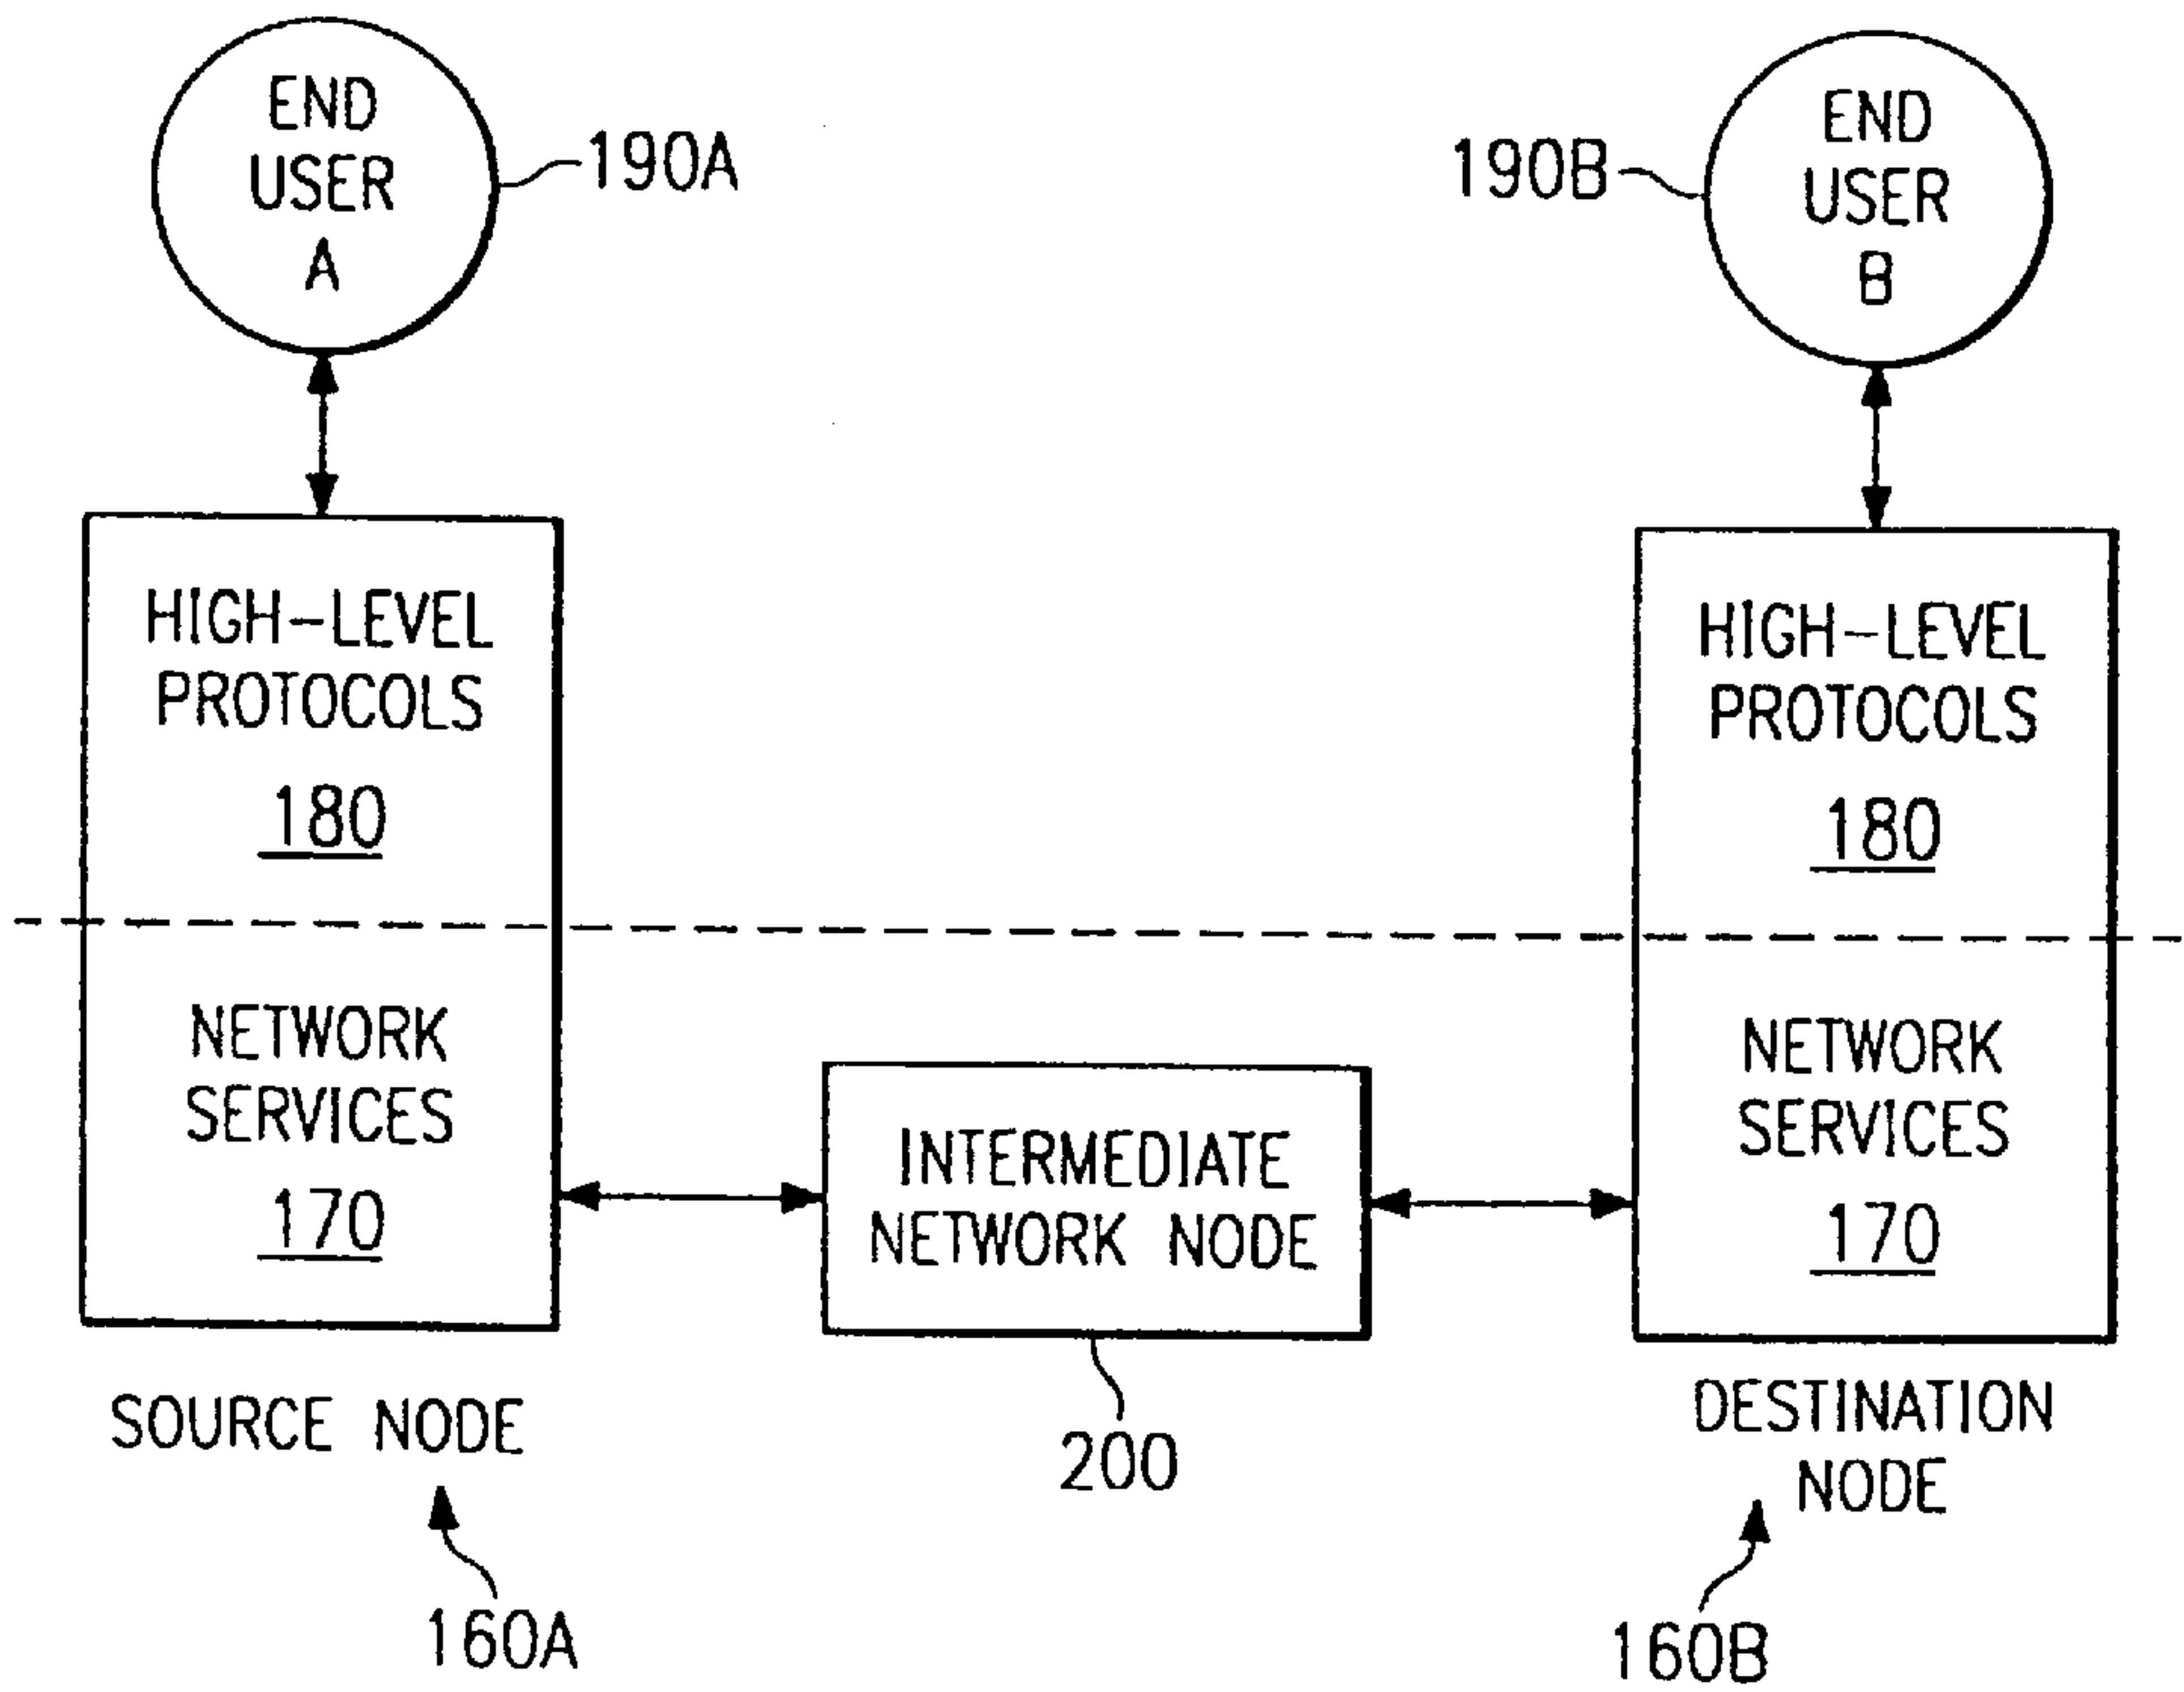 END
USER
A
190A
190B
END
USER
B
HIGH-LEVEL
PROTOCOLS
180
HIGH-LEVEL
PROTOCOLS
180
NETWORK
SERVICES
170
INTERMEDIATE
NETWORK NODE
200
NETWORK
SERVICES
170
SOURCE NODE
160A
DESTINATION
NODE
160B